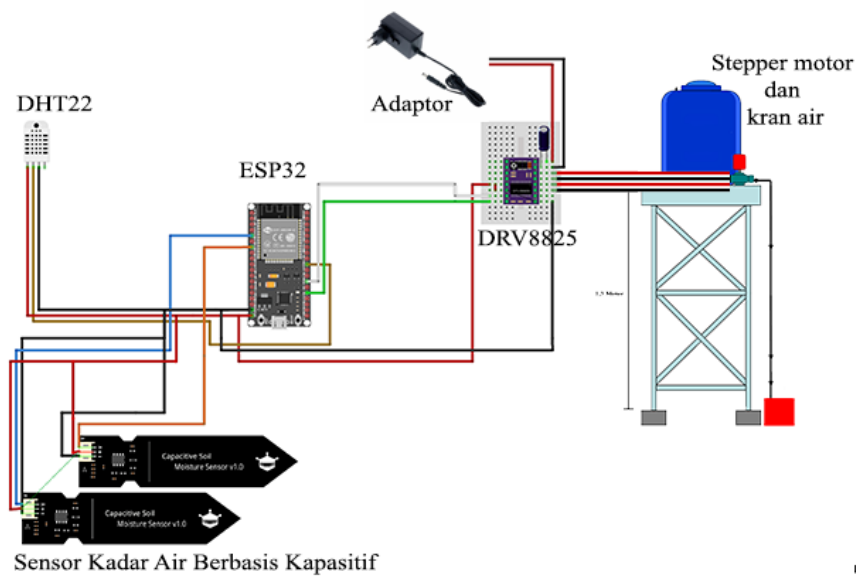 Adaptor
Stepper motor
dan
kran air
DHT22
ESP32
DRV8825
Capacitive Soil
Moisture Sensor v1.0
Capacitive Soil
Moisture Sensor v1.0
Sensor Kadar Air Berbasis Kapasitif